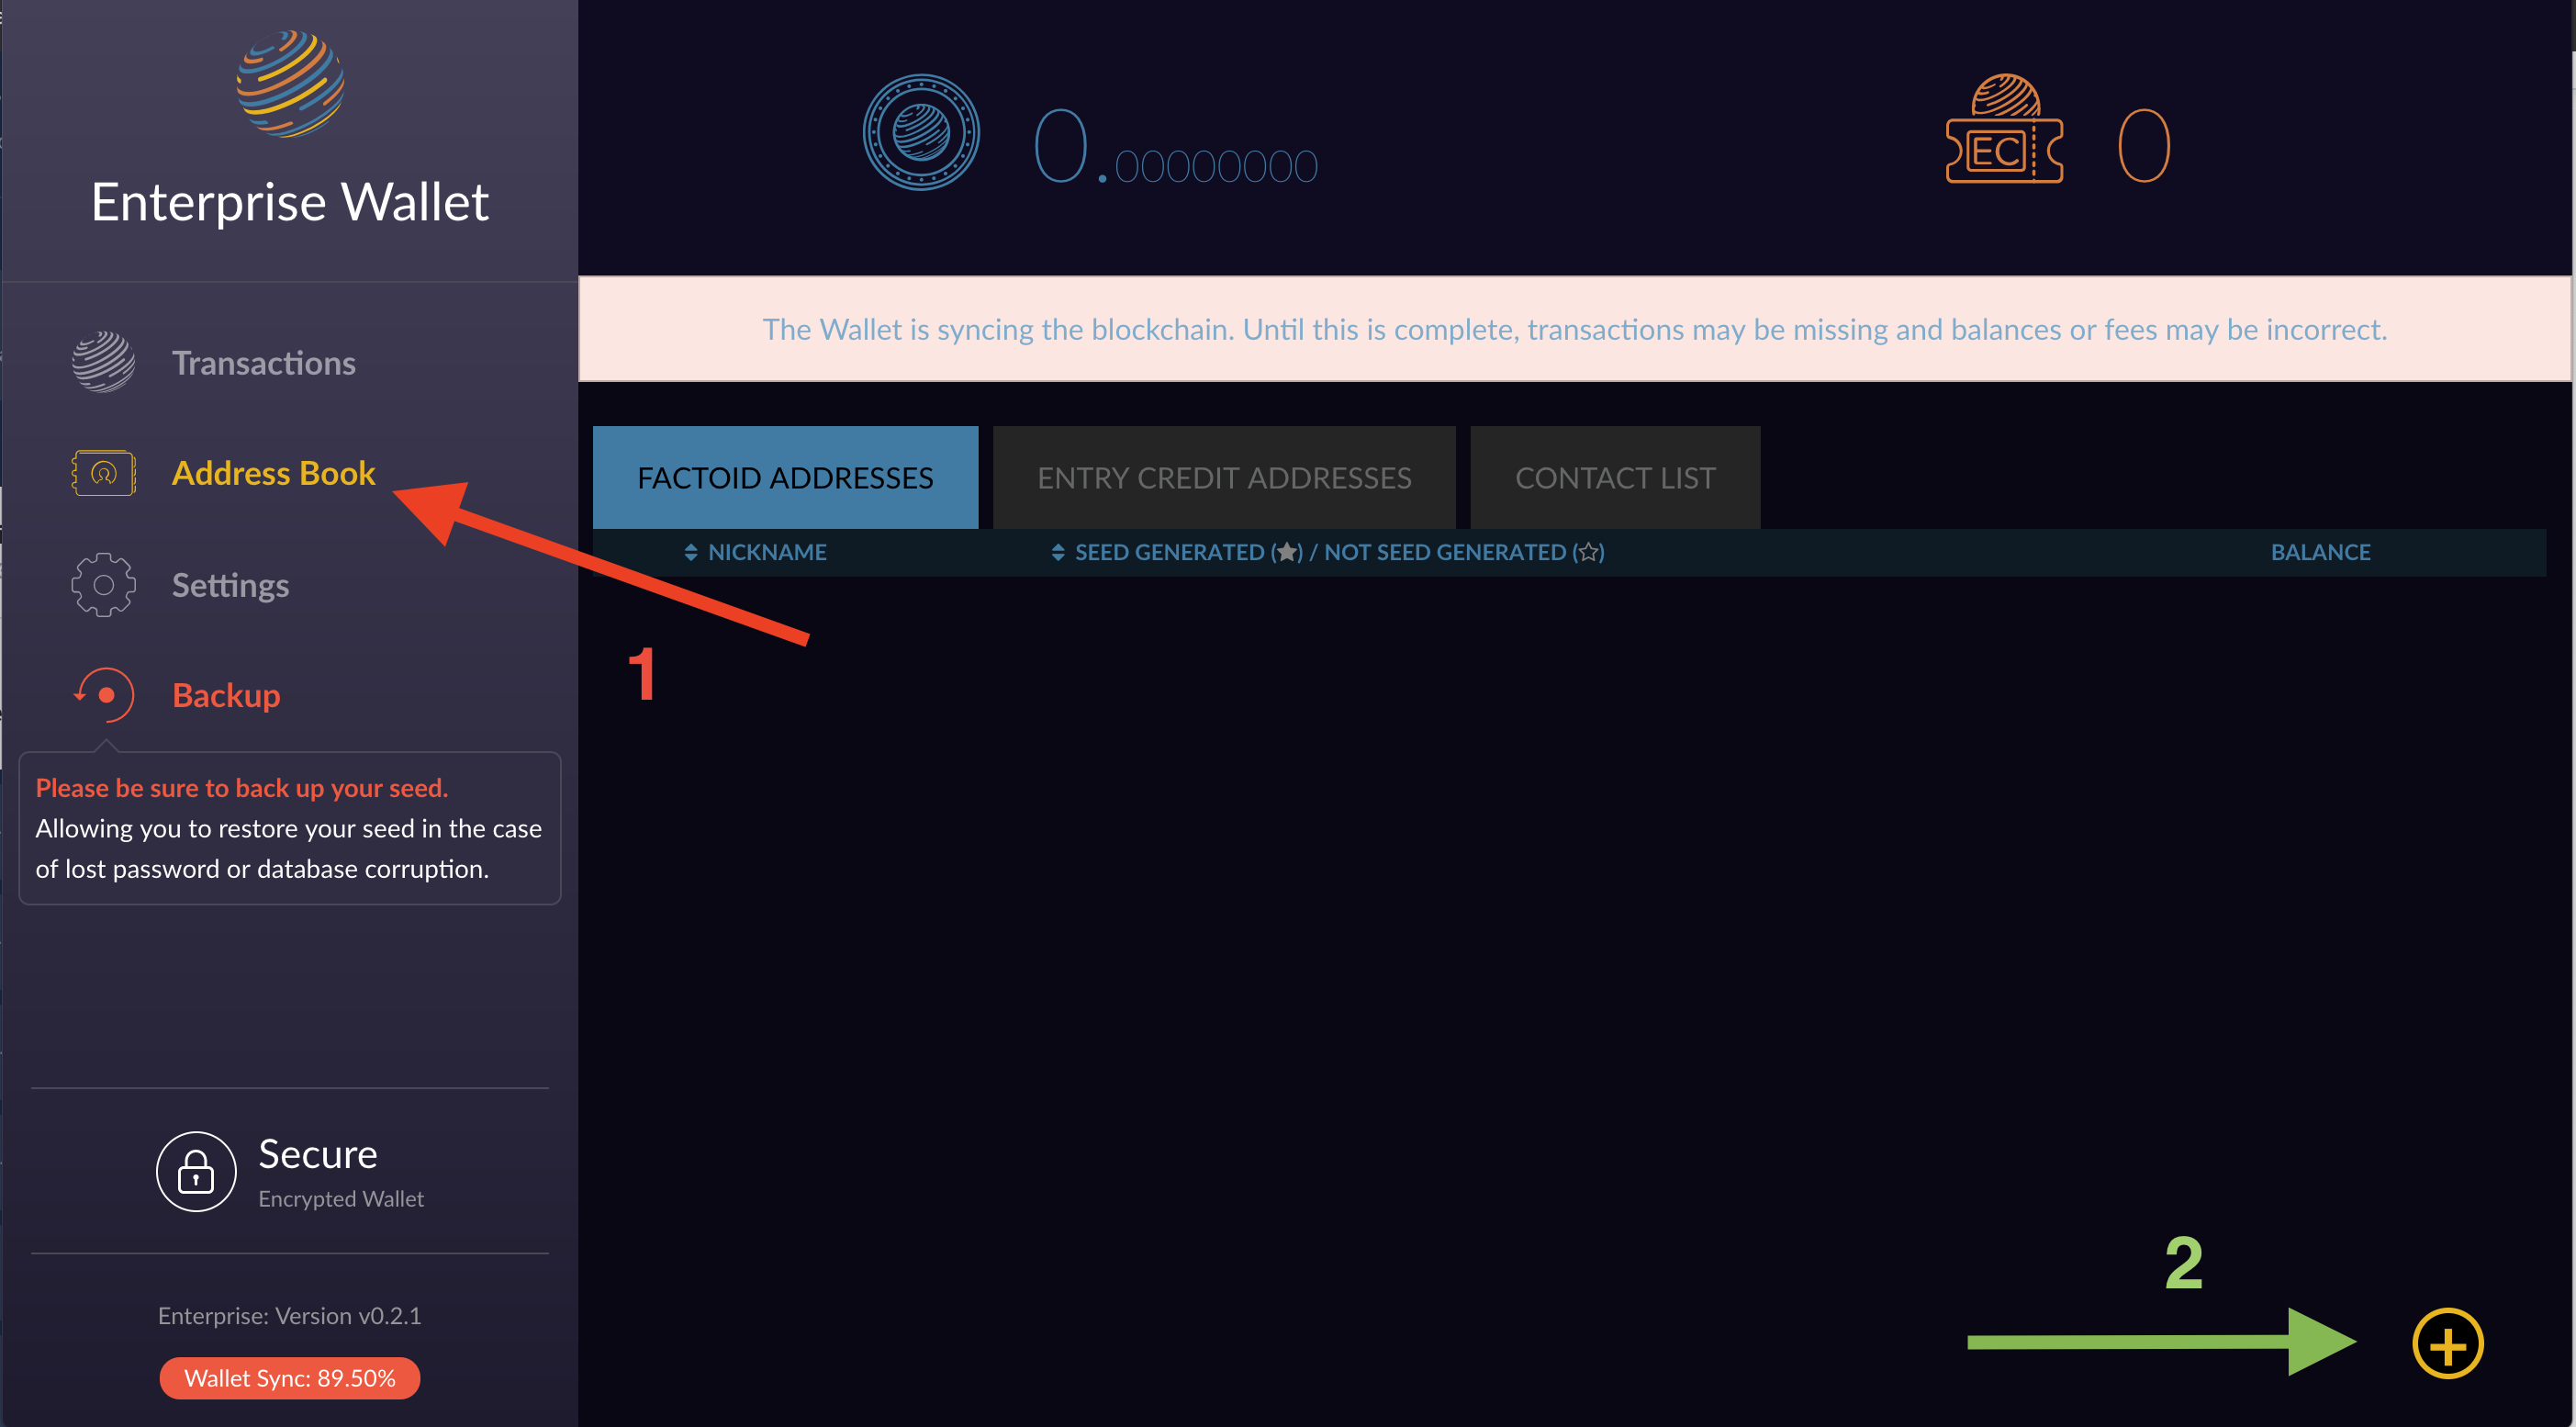 Enterprise Wallet
0.00000000
EC 0
The Wallet is syncing the blockchain. Until this is complete, transactions may be missing and balances or fees may be incorrect.
Transactions
Address Book
Settings
Backup
Please be sure to back up your seed.
Allowing you to restore your seed in the case
of lost password or database corruption.
Secure
Encrypted Wallet
Enterprise: Version v0.2.1
Wallet Sync: 89.50%
FACTOID ADDRESSES ENTRY CREDIT ADDRESSES CONTACT LIST
NICKNAME SEED GENERATED (★) / NOT SEED GENERATED (☆) BALANCE
1
2